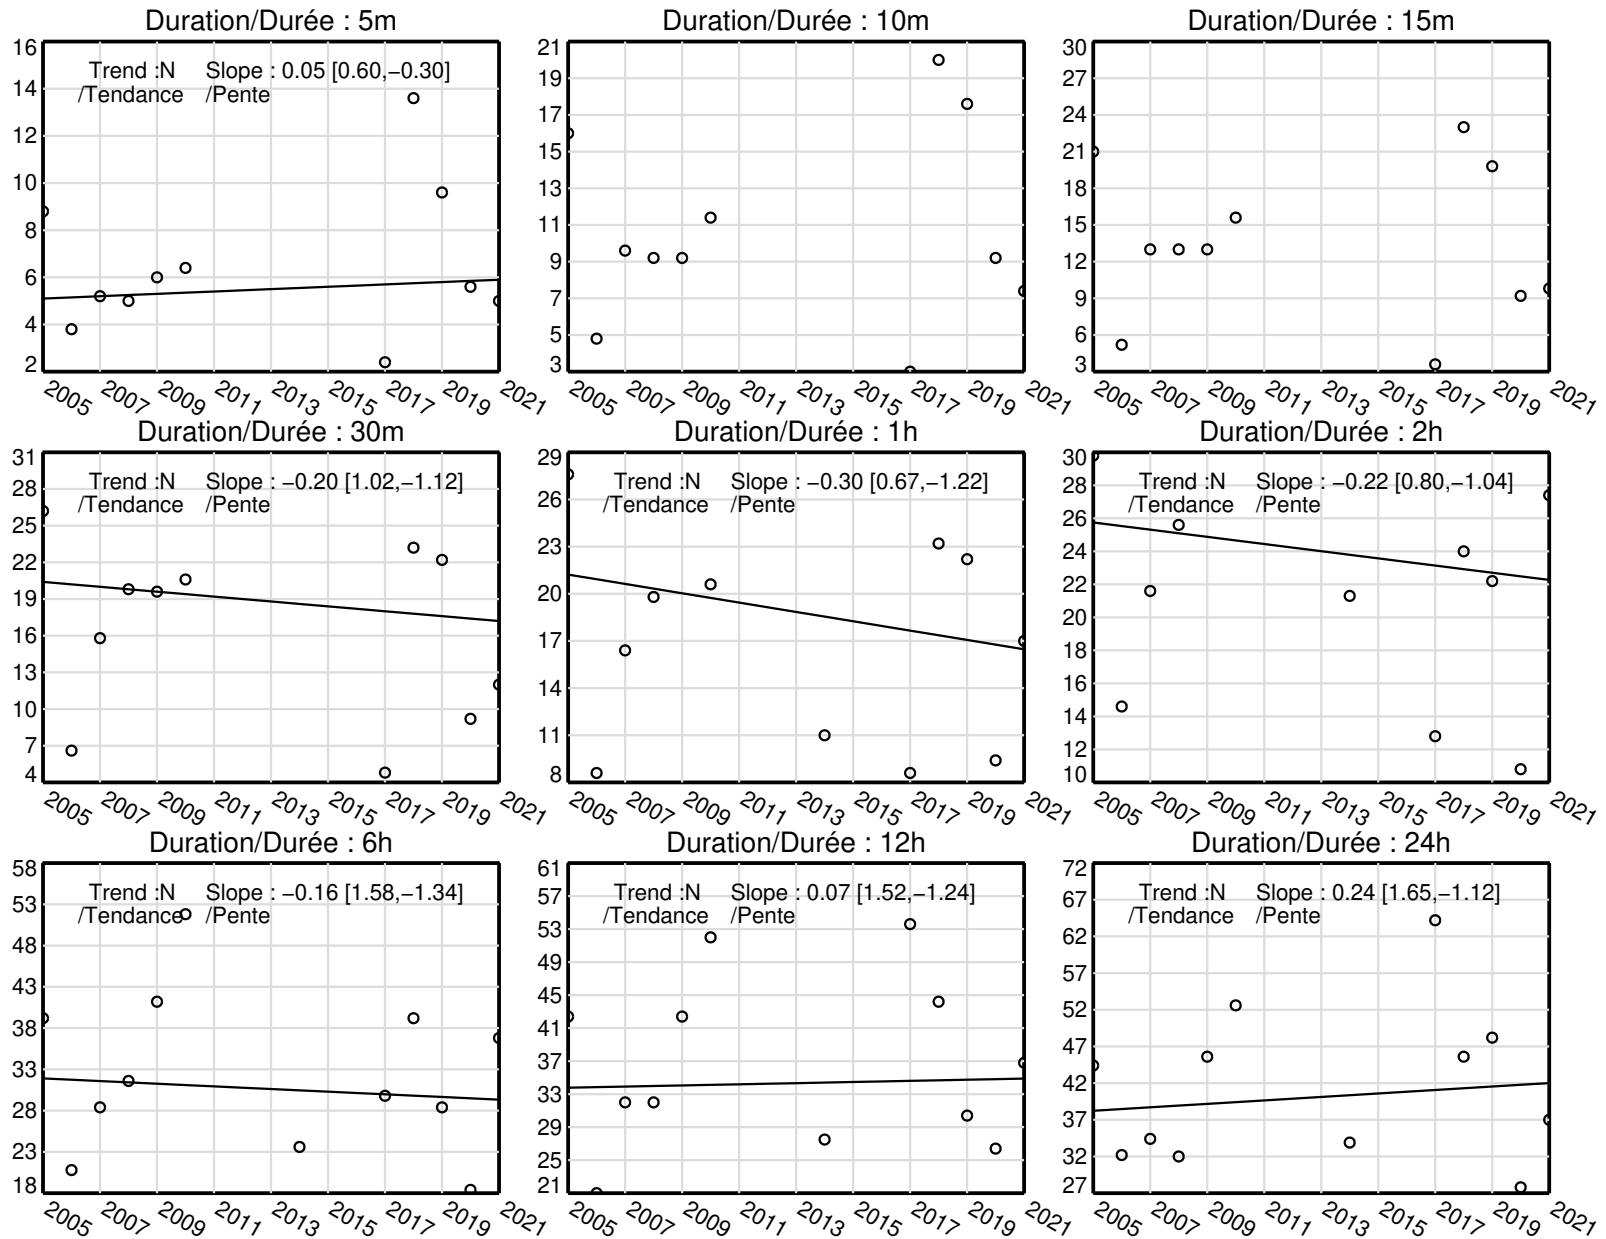 Duration/Durée : 5m
16
14
12
10
8
6
4
2
Trend :N Slope : 0.05 [0.60,−0.30]
/Tendance /Pente
2005 2007 2009 2011 2013 2015 2017 2019 2021
Duration/Durée : 10m
21
19
17
15
13
11
9
7
5
3
2005 2007 2009 2011 2013 2015 2017 2019 2021
Duration/Durée : 15m
30
27
24
21
18
15
12
9
6
3
2005 2007 2009 2011 2013 2015 2017 2019 2021
Duration/Durée : 30m
31
28
25
22
19
16
13
10
7
4
Trend :N Slope : −0.20 [1.02,−1.12]
/Tendance /Pente
2005 2007 2009 2011 2013 2015 2017 2019 2021
Duration/Durée : 1h
29
26
23
20
17
14
11
8
Trend :N Slope : −0.30 [0.67,−1.22]
/Tendance /Pente
2005 2007 2009 2011 2013 2015 2017 2019 2021
Duration/Durée : 2h
30
28
26
24
22
20
18
16
14
12
10
Trend :N Slope : −0.22 [0.80,−1.04]
/Tendance /Pente
2005 2007 2009 2011 2013 2015 2017 2019 2021
Duration/Durée : 6h
58
53
48
43
38
33
28
23
18
Trend :N Slope : −0.16 [1.58,−1.34]
/Tendance /Pente
2005 2007 2009 2011 2013 2015 2017 2019 2021
Duration/Durée : 12h
61
57
53
49
45
41
37
33
29
25
21
Trend :N Slope : 0.07 [1.52,−1.24]
/Tendance /Pente
2005 2007 2009 2011 2013 2015 2017 2019 2021
Duration/Durée : 24h
72
67
62
57
52
47
42
37
32
27
Trend :N Slope : 0.24 [1.65,−1.12]
/Tendance /Pente
2005 2007 2009 2011 2013 2015 2017 2019 2021